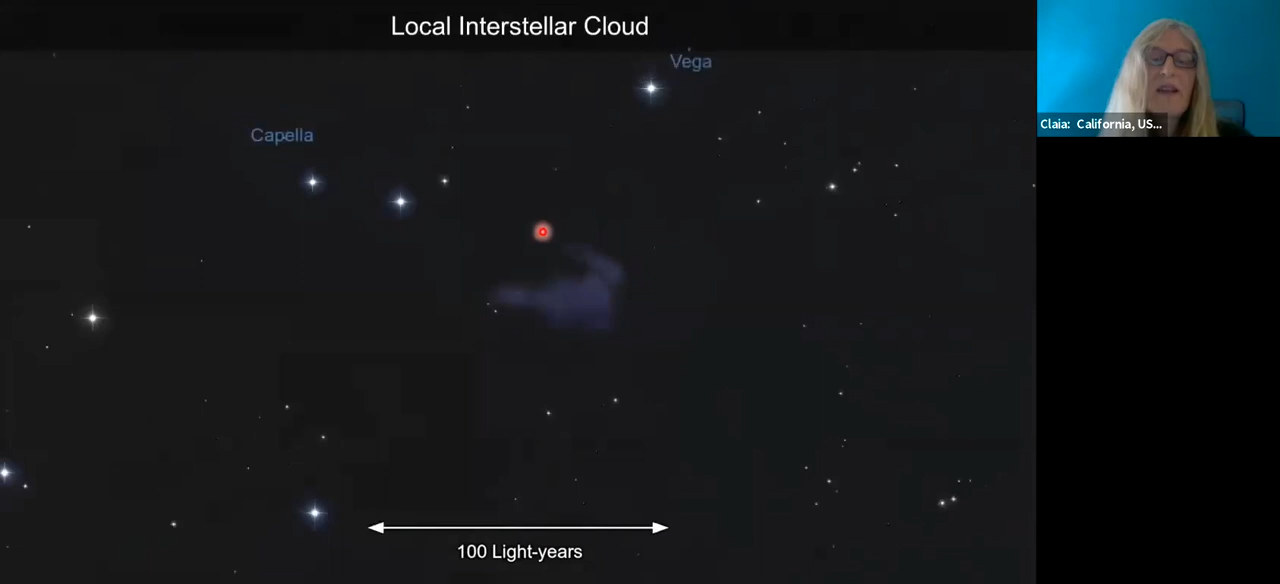 Local Interstellar Cloud
Vega
Capella
Claia: California, US...
100 Light-years